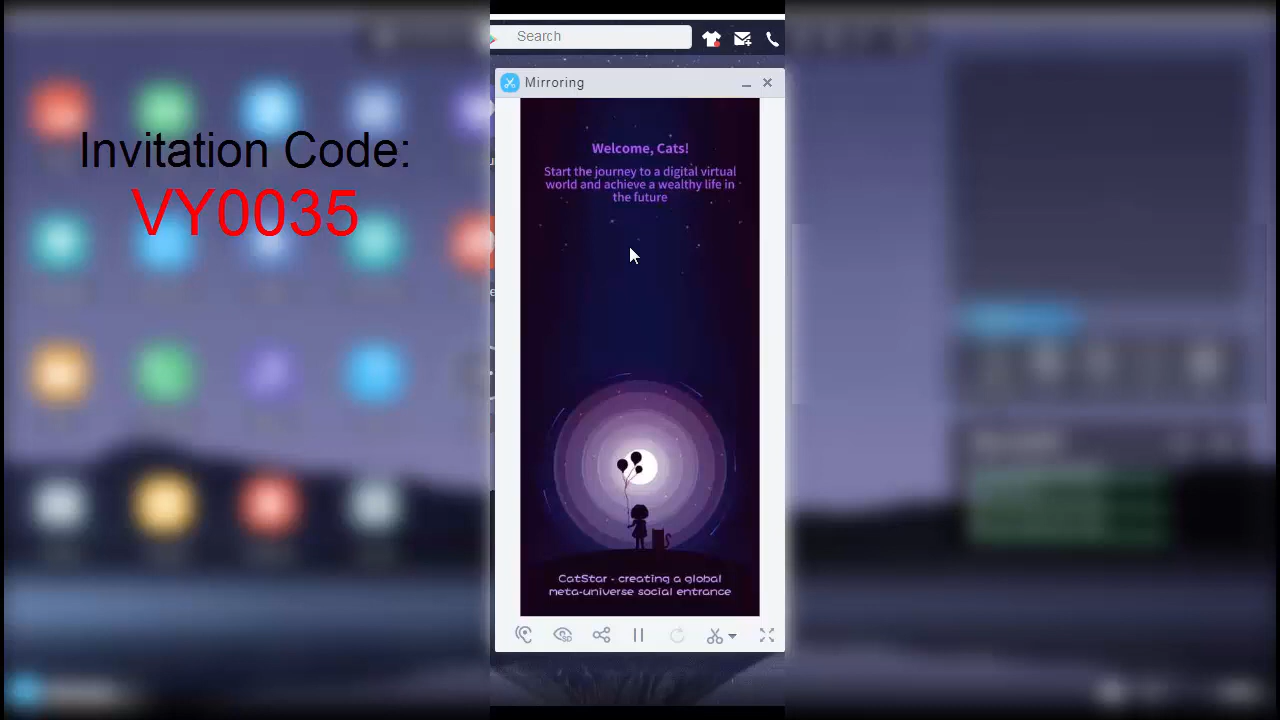 Search
Mirroring
Invitation Code:
VY0035
Welcome, Cats!
Start the journey to a digital virtual
world and achieve a wealthy life in
the future
CatStar - creating a global
meta-universe social entrance
SD